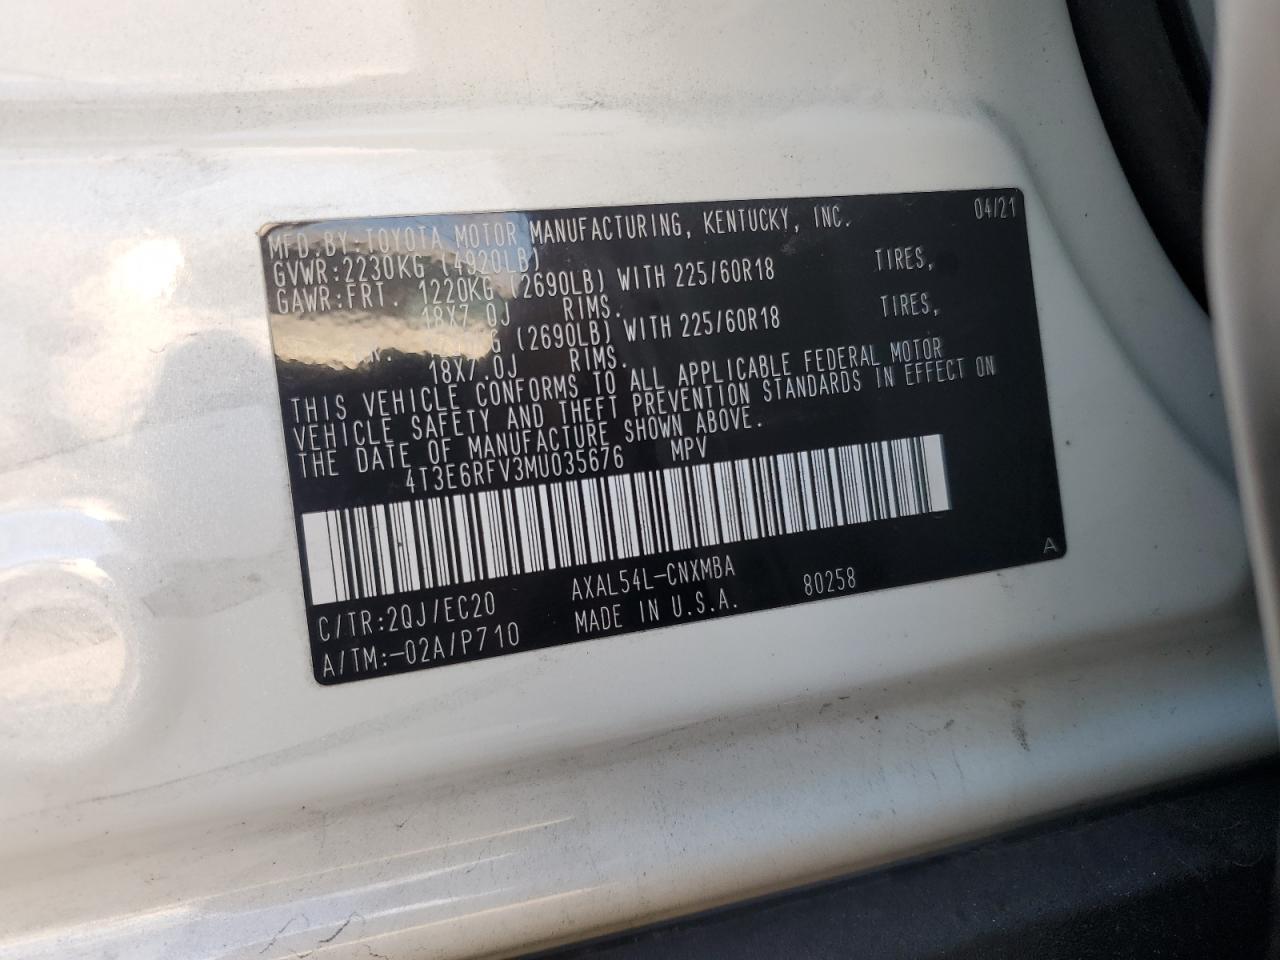 MFD.BY:TOYOTA MOTOR MANUFACTURING, KENTUCKY, INC. 04/21
GVWR:2230KG (4920LB)
GAWR:FRT. 1220KG (2690LB) WITH 225/60R18 TIRES,
18X7.0J RIMS.
(2690LB) WITH 225/60R18 TIRES,
18X7.0J RIMS.
THIS VEHICLE CONFORMS TO ALL APPLICABLE FEDERAL MOTOR
VEHICLE SAFETY AND THEFT PREVENTION STANDARDS IN EFFECT ON
THE DATE OF MANUFACTURE SHOWN ABOVE.
4T3E6RFV3MU035676 MPV
C/TR:2QJ/EC20 AXAL54L-CNXMBA 80258 A
A/TM:-02A/P710 MADE IN U.S.A.